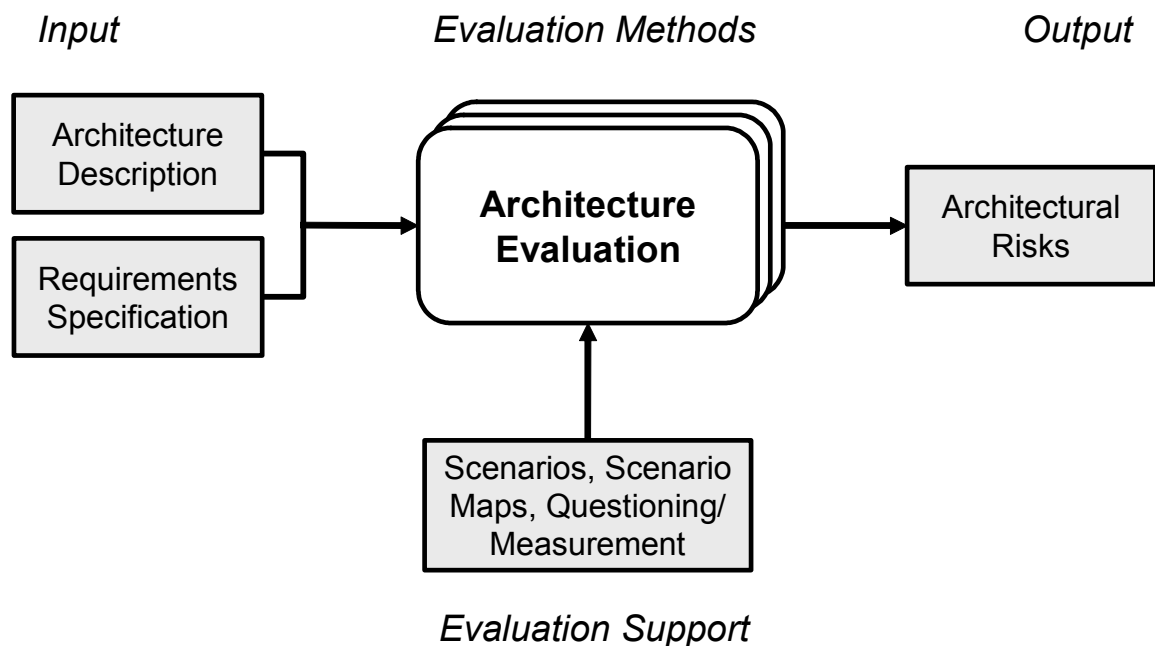 Input
Evaluation Methods
Output
Architecture
Description
Requirements
Specification
Architecture
Evaluation
Architectural
Risks
Scenarios, Scenario
Maps, Questioning/
Measurement
Evaluation Support